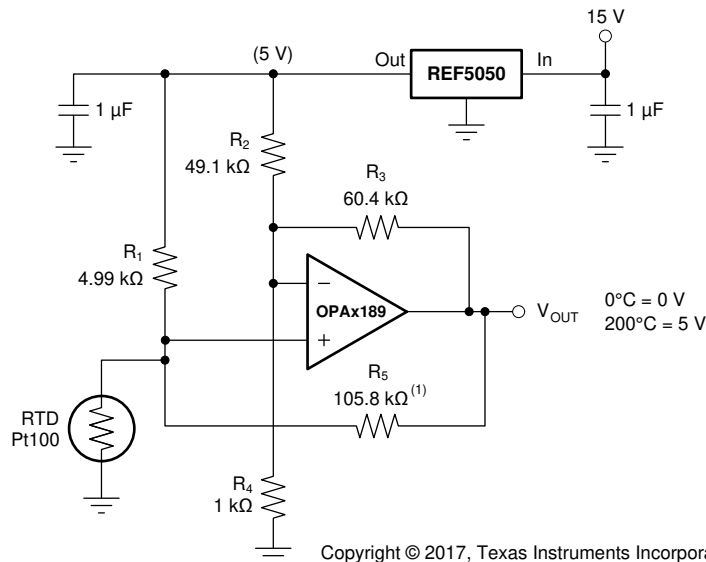 15 V
(5 V)
Out
REF5050
In
1 µF
1 µF
R2
49.1 kΩ
R3
60.4 kΩ
R1
4.99 kΩ
−
OPAx189
+
VOUT
0°C = 0 V
200°C = 5 V
R5
105.8 kΩ(1)
RTD
Pt100
R4
1 kΩ
Copyright © 2017, Texas Instruments Incorpora